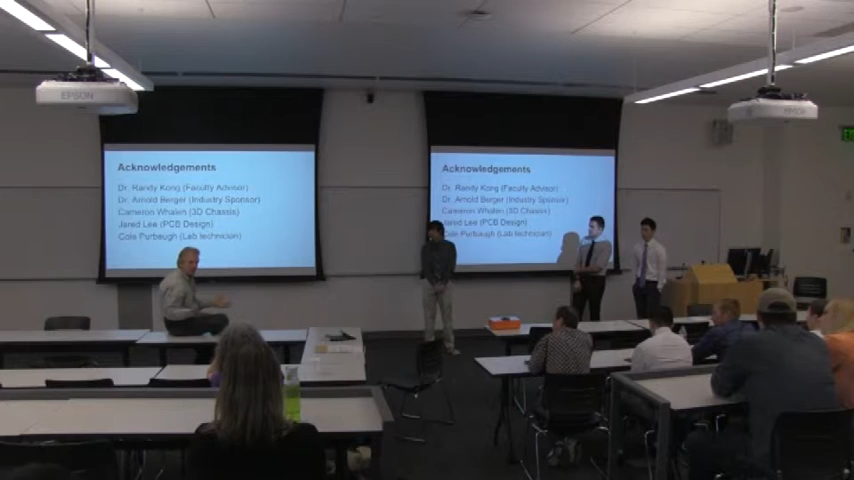 EPSON
EPSON
Acknowledgements
Dr. Randy Kong (Faculty Advisor)
Dr. Arnold Berger (Industry Sponsor)
Cameron Whalen (3D Chassis)
Jared Lee (PCB Design)
Cole Purbaugh (Lab technician)
Acknowledgements
Dr. Randy Kong (Faculty Advisor)
Dr. Arnold Berger (Industry Sponsor)
Cameron Whalen (3D Chassis)
Jared Lee (PCB Design)
Cole Purbaugh (Lab technician)